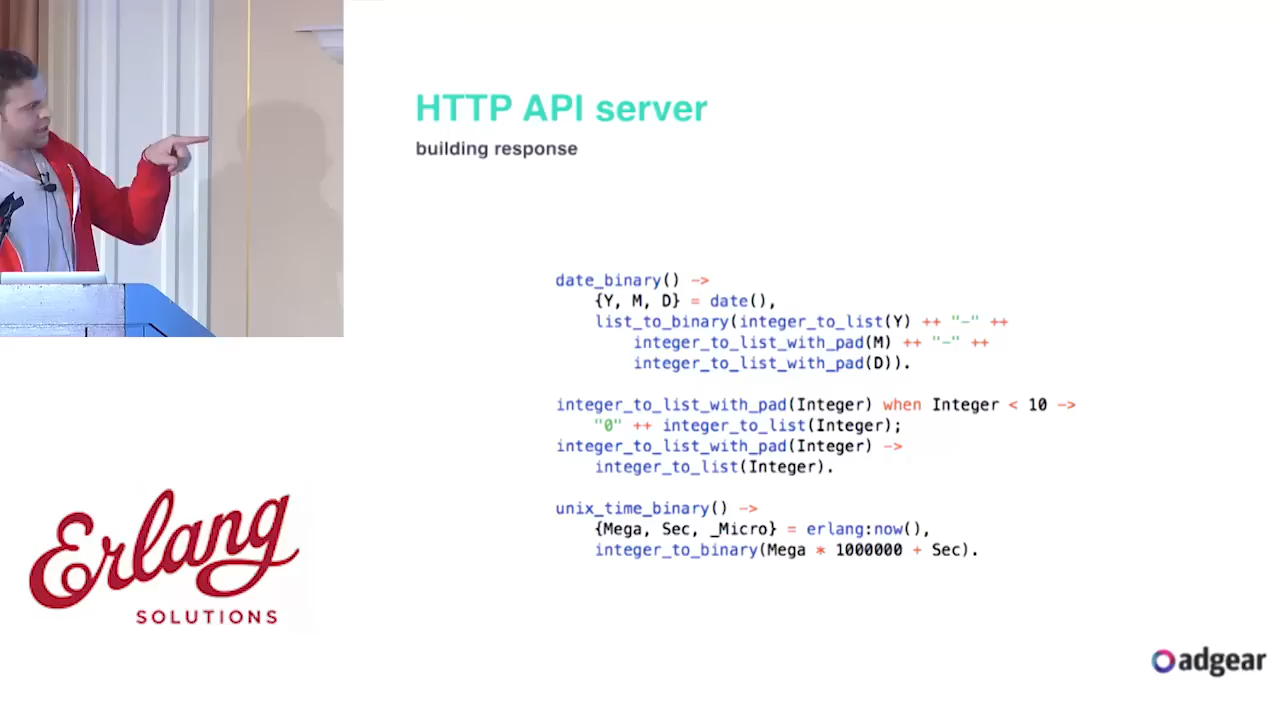 HTTP API server
building response
date_binary() ->
    {Y, M, D} = date(),
    list_to_binary(integer_to_list(Y) ++ "-" ++
        integer_to_list_with_pad(M) ++ "-" ++
        integer_to_list_with_pad(D)).
integer_to_list_with_pad(Integer) when Integer < 10 ->
    "0" ++ integer_to_list(Integer);
integer_to_list_with_pad(Integer) ->
    integer_to_list(Integer).
unix_time_binary() ->
    {Mega, Sec, _Micro} = erlang:now(),
    integer_to_binary(Mega * 1000000 + Sec).
Erlang
SOLUTIONS
adgear